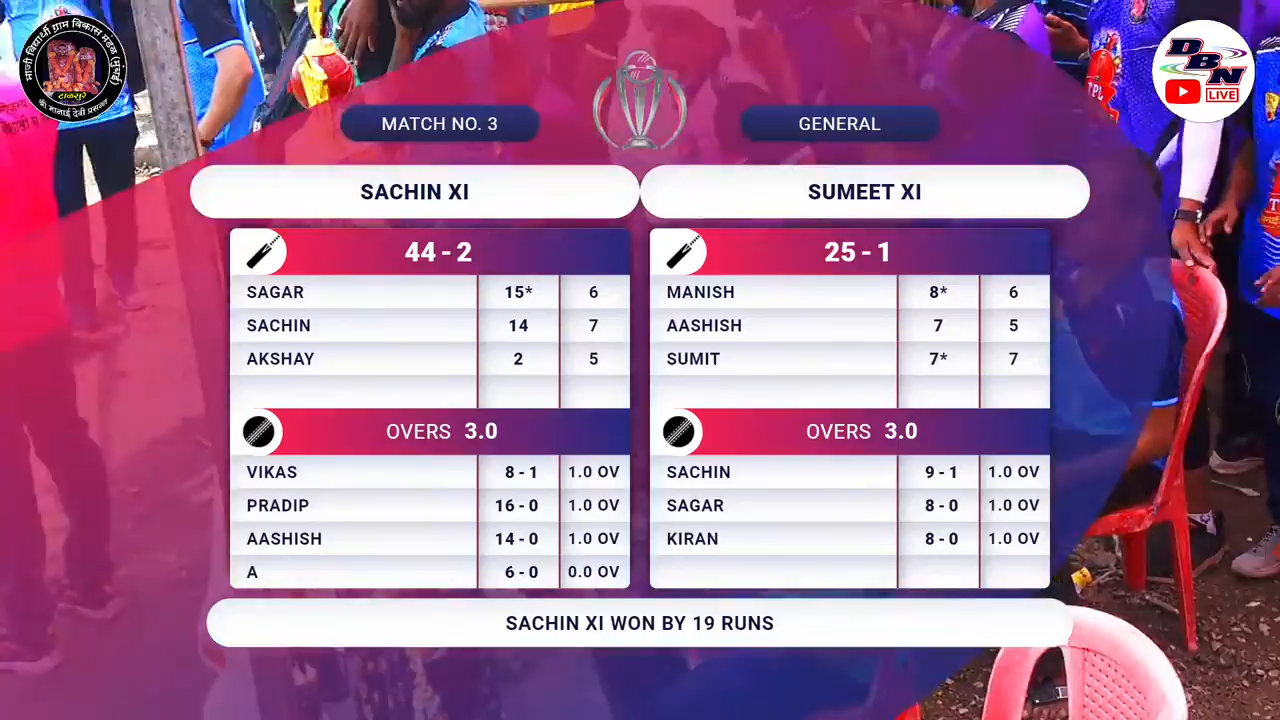 माजी विद्यार्थी ग्राम विकास मंडळ (मुंबई)
टाळसुरे
DBN
LIVE
MATCH NO. 3
GENERAL
SACHIN XI
SUMEET XI
44 - 2
SAGAR 15* 6
SACHIN 14 7
AKSHAY 2 5
OVERS 3.0
VIKAS 8 - 1 1.0 OV
PRADIP 16 - 0 1.0 OV
AASHISH 14 - 0 1.0 OV
A 6 - 0 0.0 OV
25 - 1
MANISH 8* 6
AASHISH 7 5
SUMIT 7* 7
OVERS 3.0
SACHIN 9 - 1 1.0 OV
SAGAR 8 - 0 1.0 OV
KIRAN 8 - 0 1.0 OV
SACHIN XI WON BY 19 RUNS